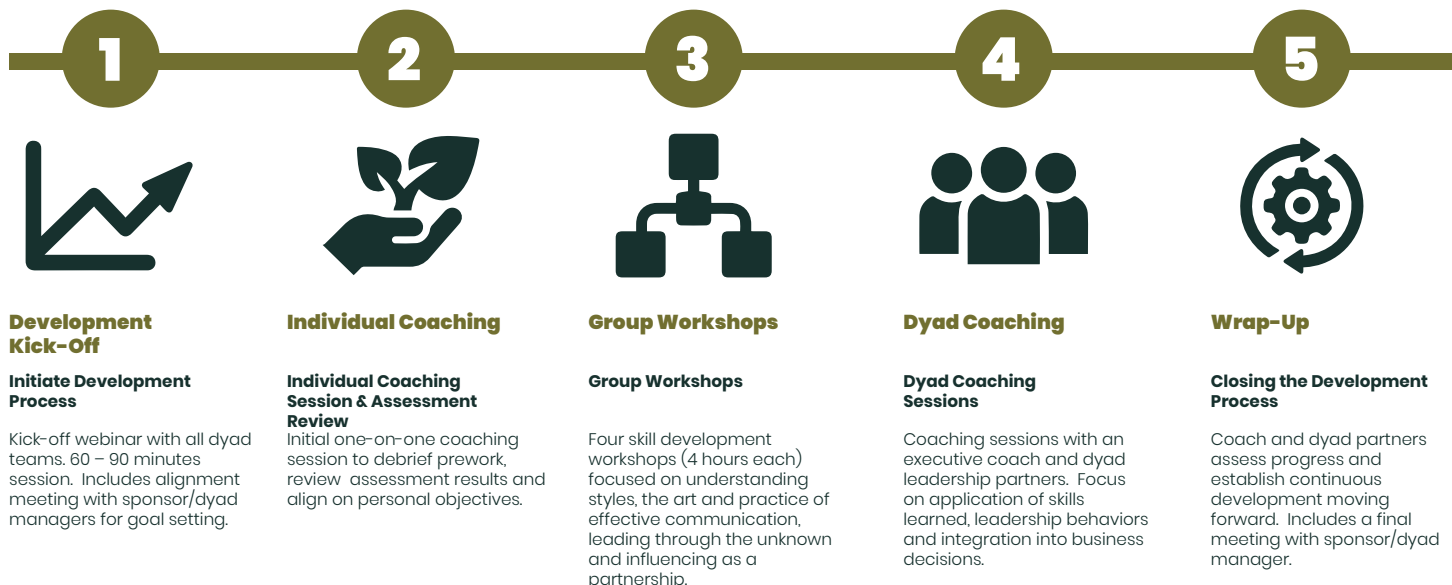 1
2
3
4
5
Development
Kick-Off
Initiate Development
Process
Kick-off webinar with all dyad
teams. 60 – 90 minutes
session.  Includes alignment
meeting with sponsor/dyad
managers for goal setting.
Individual Coaching
Individual Coaching
Session & Assessment
Review
Initial one-on-one coaching
session to debrief prework,
review  assessment results and
align on personal objectives.
Group Workshops
Group Workshops
Four skill development
workshops (4 hours each)
focused on understanding
styles, the art and practice of
effective communication,
leading through the unknown
and influencing as a
partnership.
Dyad Coaching
Dyad Coaching
Sessions
Coaching sessions with an
executive coach and dyad
leadership partners.  Focus
on application of skills
learned, leadership behaviors
and integration into business
decisions.
Wrap-Up
Closing the Development
Process
Coach and dyad partners
assess progress and
establish continuous
development moving
forward.  Includes a final
meeting with sponsor/dyad
manager.